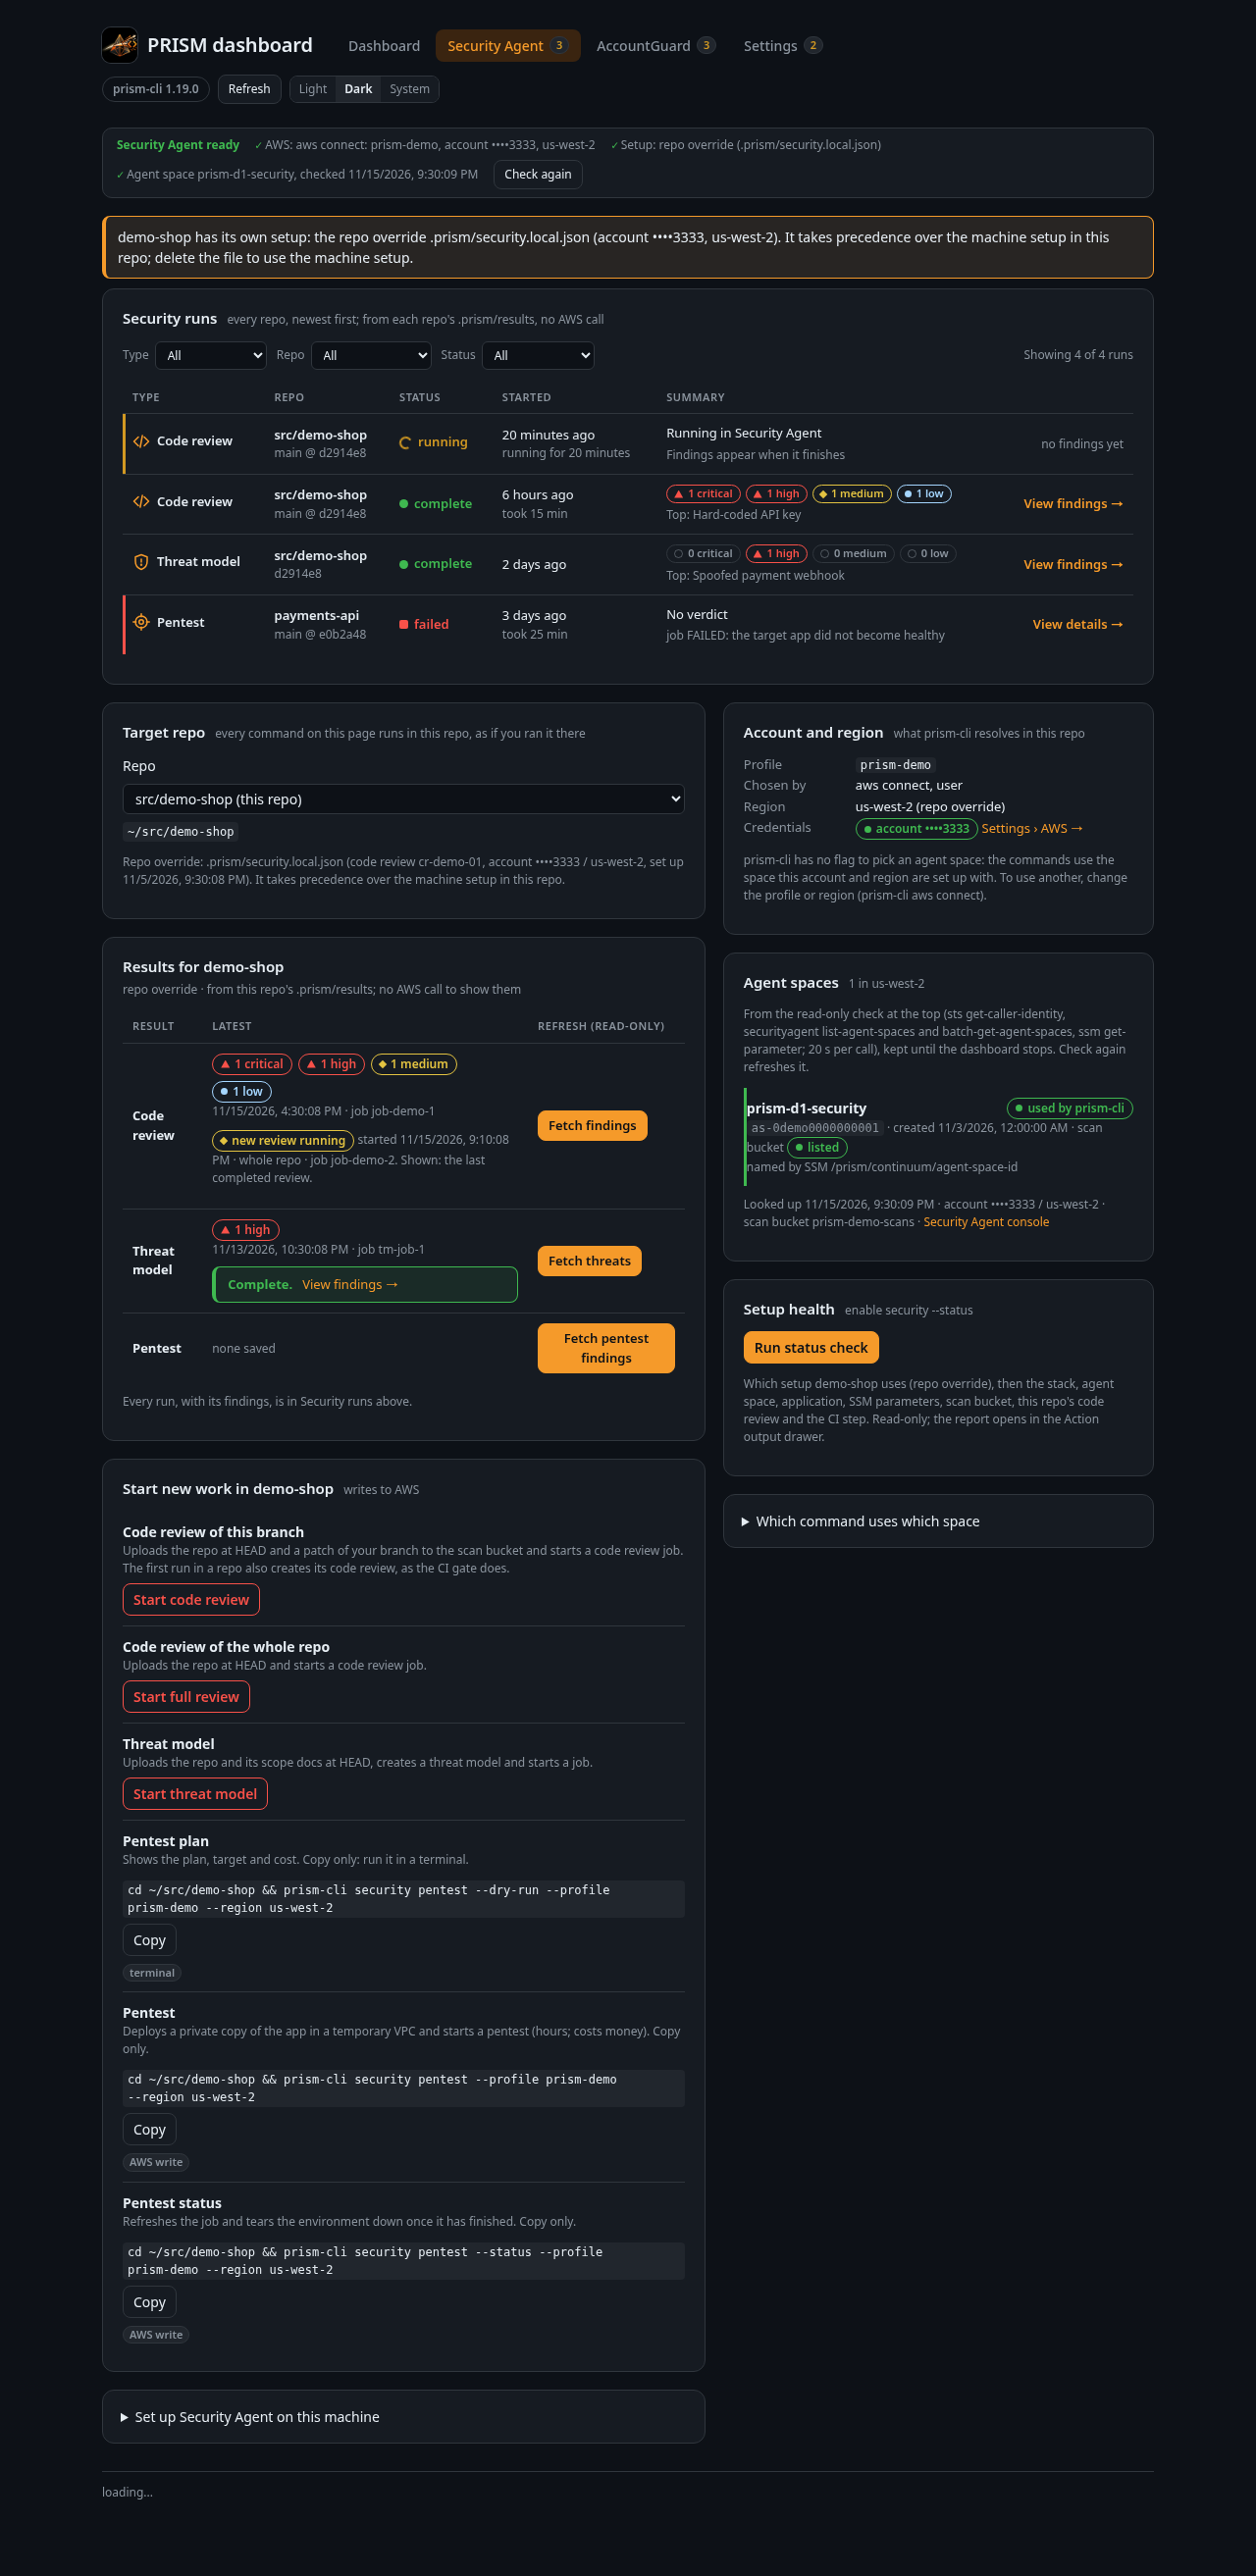 PRISM dashboard
Dashboard
Security Agent 3
AccountGuard 3
Settings 2
prism-cli 1.19.0
Refresh
Light
Dark
System
Security Agent ready ✓ AWS: aws connect: prism-demo, account ••••3333, us-west-2 ✓ Setup: repo override (.prism/security.local.json)
✓ Agent space prism-d1-security, checked 11/15/2026, 9:30:09 PM
Check again
demo-shop has its own setup: the repo override .prism/security.local.json (account ••••3333, us-west-2). It takes precedence over the machine setup in this
repo; delete the file to use the machine setup.
Security runs every repo, newest first; from each repo's .prism/results, no AWS call
Type All Repo All Status All Showing 4 of 4 runs
TYPE REPO STATUS STARTED SUMMARY
Code review src/demo-shop running 20 minutes ago Running in Security Agent no findings yet
main @ d2914e8 running for 20 minutes Findings appear when it finishes
Code review src/demo-shop complete 6 hours ago 1 critical 1 high 1 medium 1 low View findings →
main @ d2914e8 took 15 min Top: Hard-coded API key
Threat model src/demo-shop complete 2 days ago 0 critical 1 high 0 medium 0 low View findings →
d2914e8 Top: Spoofed payment webhook
Pentest payments-api failed 3 days ago No verdict View details →
main @ e0b2a48 took 25 min job FAILED: the target app did not become healthy
Target repo every command on this page runs in this repo, as if you ran it there
Repo
src/demo-shop (this repo)
~/src/demo-shop
Repo override: .prism/security.local.json (code review cr-demo-01, account ••••3333 / us-west-2, set up
11/5/2026, 9:30:08 PM). It takes precedence over the machine setup in this repo.
Results for demo-shop
repo override · from this repo's .prism/results; no AWS call to show them
RESULT LATEST REFRESH (READ-ONLY)
Code
review
1 critical 1 high 1 medium
1 low
11/15/2026, 4:30:08 PM · job job-demo-1
new review running started 11/15/2026, 9:10:08
PM · whole repo · job job-demo-2. Shown: the last
completed review.
Fetch findings
Threat
model
1 high
11/13/2026, 10:30:08 PM · job tm-job-1
Complete. View findings →
Fetch threats
Pentest none saved
Fetch pentest
findings
Every run, with its findings, is in Security runs above.
Start new work in demo-shop writes to AWS
Code review of this branch
Uploads the repo at HEAD and a patch of your branch to the scan bucket and starts a code review job.
The first run in a repo also creates its code review, as the CI gate does.
Start code review
Code review of the whole repo
Uploads the repo at HEAD and starts a code review job.
Start full review
Threat model
Uploads the repo and its scope docs at HEAD, creates a threat model and starts a job.
Start threat model
Pentest plan
Shows the plan, target and cost. Copy only: run it in a terminal.
cd ~/src/demo-shop && prism-cli security pentest --dry-run --profile
prism-demo --region us-west-2
Copy
terminal
Pentest
Deploys a private copy of the app in a temporary VPC and starts a pentest (hours; costs money). Copy
only.
cd ~/src/demo-shop && prism-cli security pentest --profile prism-demo
--region us-west-2
Copy
AWS write
Pentest status
Refreshes the job and tears the environment down once it has finished. Copy only.
cd ~/src/demo-shop && prism-cli security pentest --status --profile
prism-demo --region us-west-2
Copy
AWS write
Set up Security Agent on this machine
Account and region what prism-cli resolves in this repo
Profile prism-demo
Chosen by aws connect, user
Region us-west-2 (repo override)
Credentials account ••••3333 Settings › AWS →
prism-cli has no flag to pick an agent space: the commands use the
space this account and region are set up with. To use another, change
the profile or region (prism-cli aws connect).
Agent spaces 1 in us-west-2
From the read-only check at the top (sts get-caller-identity,
securityagent list-agent-spaces and batch-get-agent-spaces, ssm get-
parameter; 20 s per call), kept until the dashboard stops. Check again
refreshes it.
prism-d1-security used by prism-cli
as-0demo0000000001 · created 11/3/2026, 12:00:00 AM · scan
bucket listed
named by SSM /prism/continuum/agent-space-id
Looked up 11/15/2026, 9:30:09 PM · account ••••3333 / us-west-2 ·
scan bucket prism-demo-scans · Security Agent console
Setup health enable security --status
Run status check
Which setup demo-shop uses (repo override), then the stack, agent
space, application, SSM parameters, scan bucket, this repo's code
review and the CI step. Read-only; the report opens in the Action
output drawer.
Which command uses which space
loading...